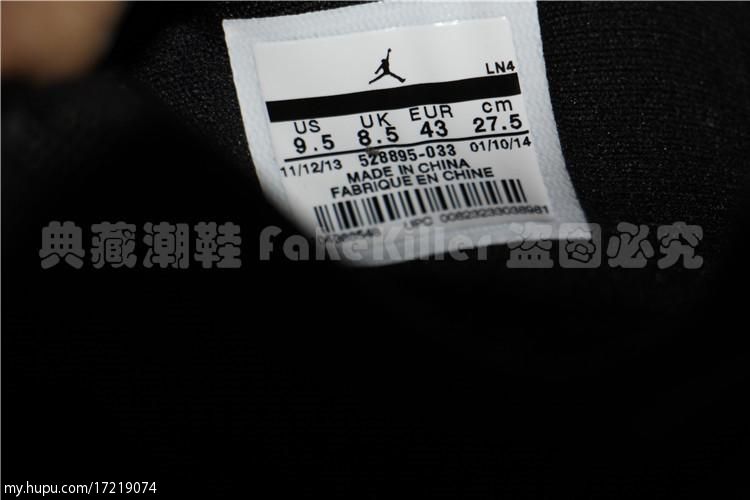 LN4
US UK EUR cm
9.5 8.5 43 27.5
11/12/13 528895-033 01/10/14
MADE IN CHINA
FABRIQUE EN CHINE
UPC 00823233038981
典藏潮鞋 FakeKiller 盗图必究
my.hupu.com/17219074